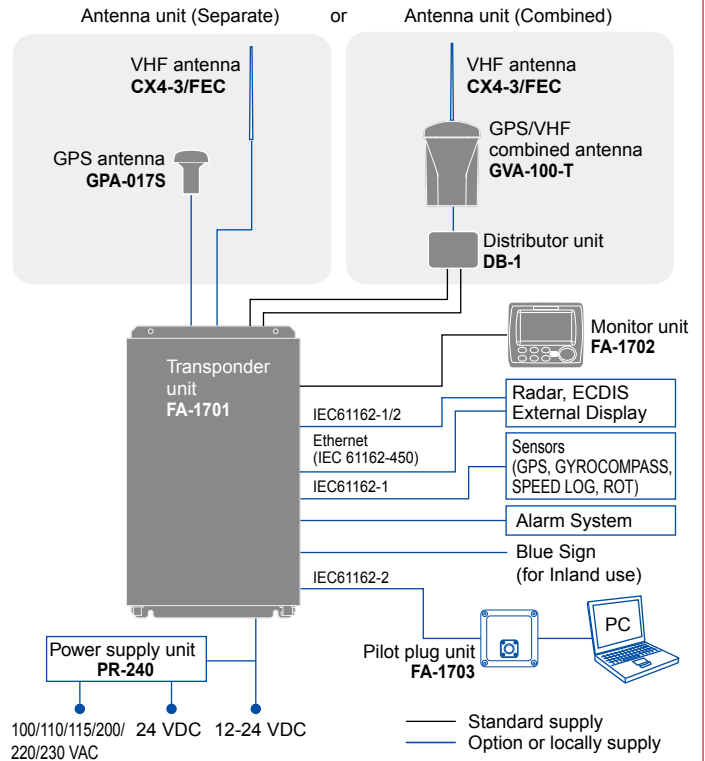 Antenna unit (Separate) or Antenna unit (Combined)
VHF antenna
CX4-3/FEC
GPS antenna
GPA-017S
VHF antenna
CX4-3/FEC
GPS/VHF
combined antenna
GVA-100-T
Distributor unit
DB-1
Transponder
unit
FA-1701
Monitor unit
FA-1702
IEC61162-1/2
Radar, ECDIS
External Display
Ethernet
(IEC 61162-450)
Sensors
(GPS, GYROCOMPASS,
SPEED LOG, ROT)
IEC61162-1
Alarm System
Blue Sign
(for Inland use)
IEC61162-2
Pilot plug unit
FA-1703
PC
Power supply unit
PR-240
100/110/115/200/
220/230 VAC
24 VDC
12-24 VDC
Standard supply
Option or locally supply